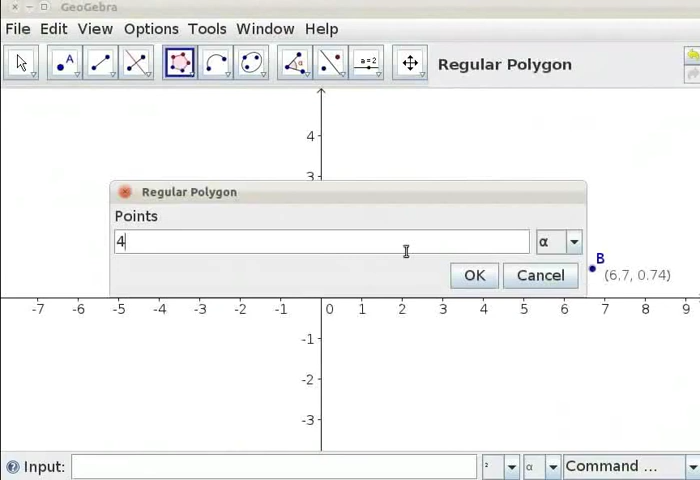 GeoGebra
File Edit View Options Tools Window Help
A
α
a=2
Regular Polygon
4
3
Regular Polygon
Points
4
α
OK Cancel
B
(6.7, 0.74)
-7 -6 -5 -4 -3 -2 -1 0 1 2 3 4 5 6 7 8 9
-1
-2
-3
Input: ² α Command ...